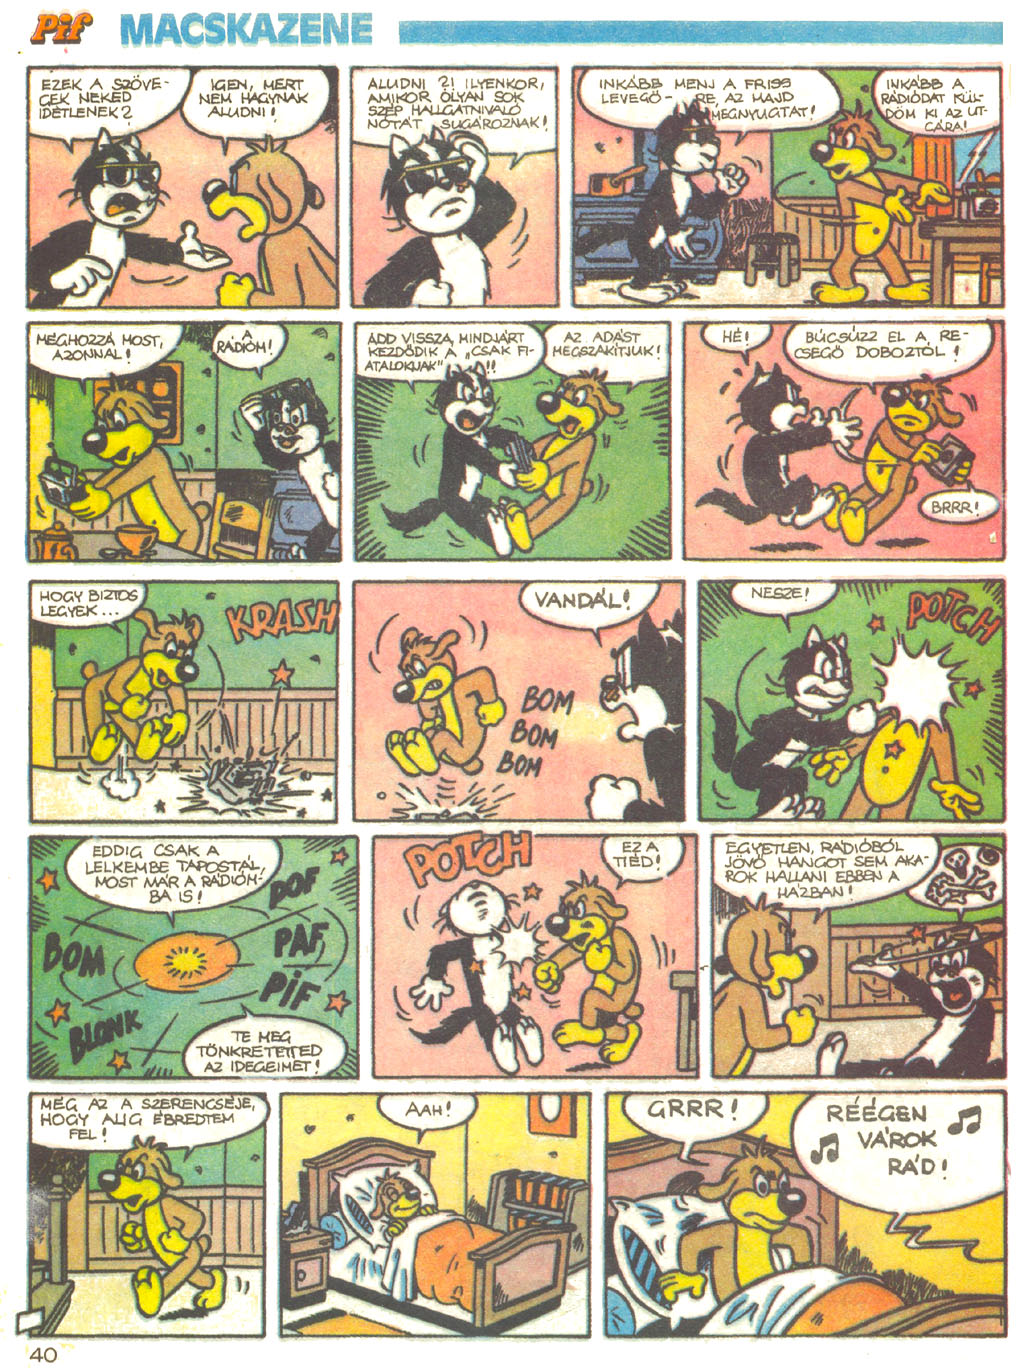 Pif MACSKAZENE
EZEK A SZÖVE-
GEK NEKED
IDÉTLENEK?
IGEN, MERT
NEM HAGYNAK
ALUDNI!
ALUDNI?! ILYENKOR,
AMIKOR OLYAN SOK
SZÉP HALLGATNIVALÓ
NÓTÁT SUGÁROZNAK!
INKÁBB MENJ A FRISS
LEVEGŐ- RE, AZ MAJD
MEGNYUGTAT!
INKÁBB A
RÁDIÓDAT KÜL-
DÖM KI AZ UT-
CÁRA!
MÉGHOZZÁ MOST,
AZONNAL!
A
RÁDIÓM!
ADD VISSZA, MINDJÁRT
KEZDŐDIK A „CSAK FI-
ATALOKNAK"!!
AZ ADÁST
MEGSZAKÍTJUK!
HÉ!
BÚCSÚZZ EL A RE-
CSEGŐ DOBOZTÓL!
BRRR!
HOGY BIZTOS
LEGYEK...
KRASH
VANDÁL!
BOM
BOM
BOM
NESZE!
POTCH
EDDIG CSAK A
LELKEMBE TAPOSTÁL,
MOST MÁR A RÁDIÓM-
BA IS!
POF
BOM
PAF
PIF
BLONK
TE MEG
TÖNKRETETTED
AZ IDEGEIMET!
POTCH
EZ A
TIÉD!
EGYETLEN, RÁDIÓBÓL
JÖVŐ HANGOT SEM AKA-
ROK HALLANI EBBEN A
HÁZBAN!
MÉG AZ A SZERENCSÉJE,
HOGY ALIG ÉBREDTEM
FEL!
AAH!
GRRR!
RÉÉGEN
VÁROK
RÁD!
40